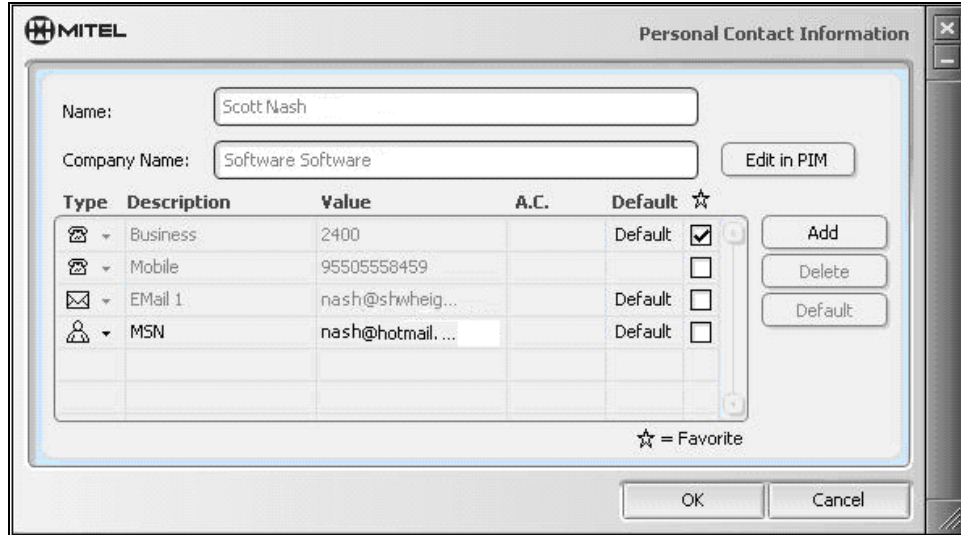 MITEL Personal Contact Information
Name: Scott Nash
Company Name: Software Software Edit in PIM
Type Description Value A.C. Default ☆
Business 2400 Default Add
Mobile 95505558459 Delete
EMail 1 nash@shwheig... Default
Default
MSN nash@hotmail. ... Default
☆ = Favorite
OK Cancel